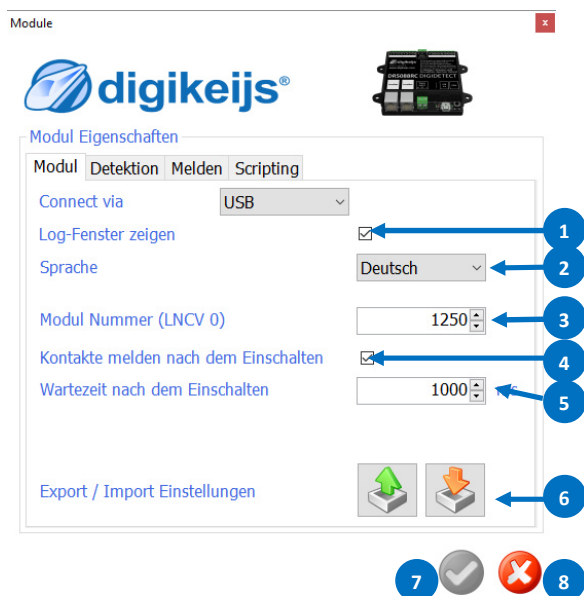 Module
x
digikeijs®
DR5088RC DIGIDETECT
Modul Eigenschaften
Modul Detektion Melden Scripting
Connect via USB
Log-Fenster zeigen 1
Sprache Deutsch 2
Modul Nummer (LNCV 0) 1250 3
Kontakte melden nach dem Einschalten 4
Wartezeit nach dem Einschalten 1000 5
Export / Import Einstellungen 6
7 8